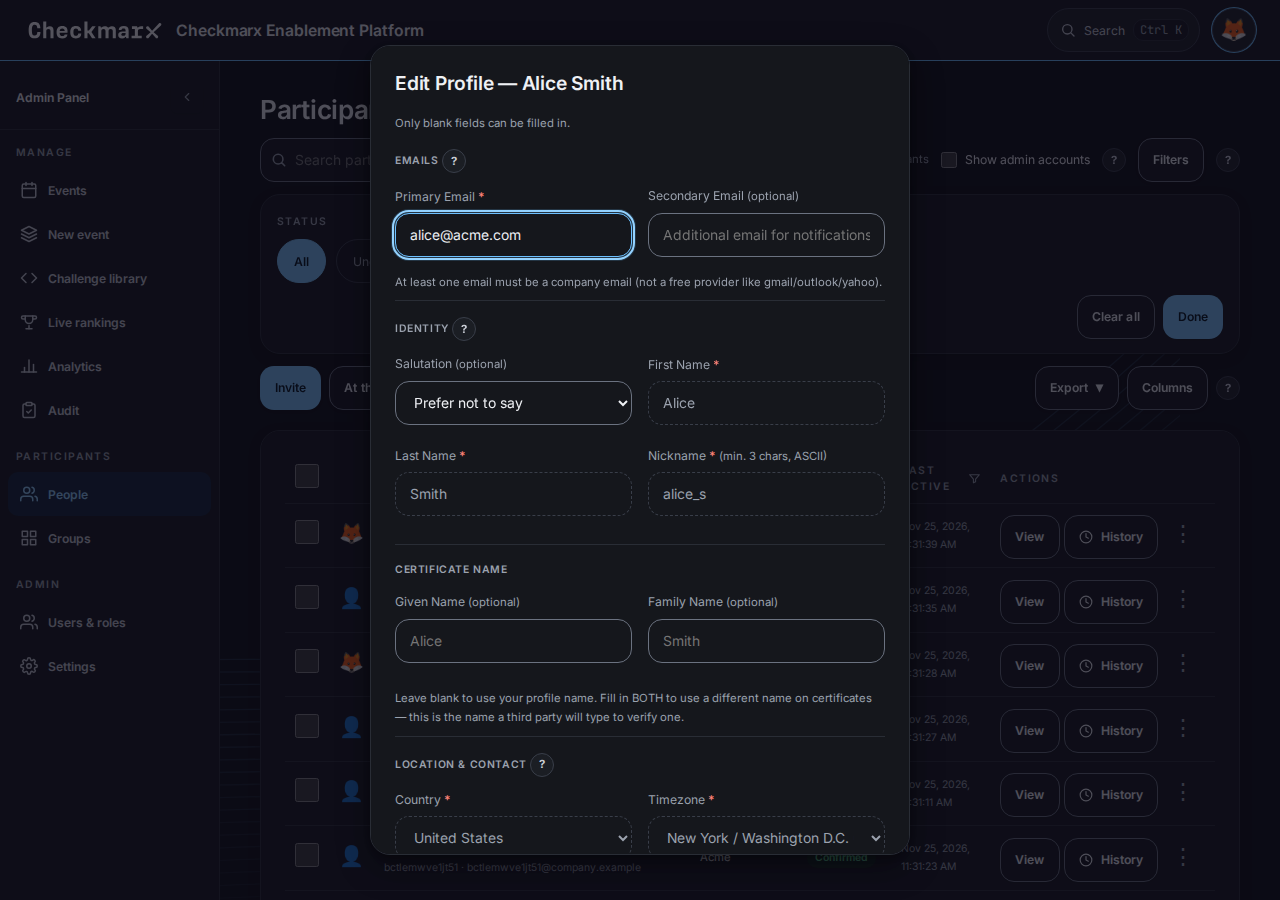 Checkmarx Checkmarx Enablement Platform Search Ctrl K
Admin Panel
MANAGE
Events
New event
Challenge library
Live rankings
Analytics
Audit
PARTICIPANTS
People
Groups
ADMIN
Users & roles
Settings
Show admin accounts ? Filters ?
STATUS
All
Clear all Done
Invite
Export ▼ Columns ?
ACTIONS
View History
View History
View History
View History
View History
View History
Acme Confirmed
11:31:23 AM
bctlemwve1jt51 · bctlemwve1jt51@company.example
Edit Profile — Alice Smith
Only blank fields can be filled in.
EMAILS ?
Primary Email * Secondary Email (optional)
alice@acme.com Additional email for notifications
At least one email must be a company email (not a free provider like gmail/outlook/yahoo).
IDENTITY ?
Salutation (optional) First Name *
Prefer not to say Alice
Last Name * Nickname * (min. 3 chars, ASCII)
Smith alice_s
CERTIFICATE NAME
Given Name (optional) Family Name (optional)
Alice Smith
Leave blank to use your profile name. Fill in BOTH to use a different name on certificates
— this is the name a third party will type to verify one.
LOCATION & CONTACT ?
Country * Timezone *
United States New York / Washington D.C.